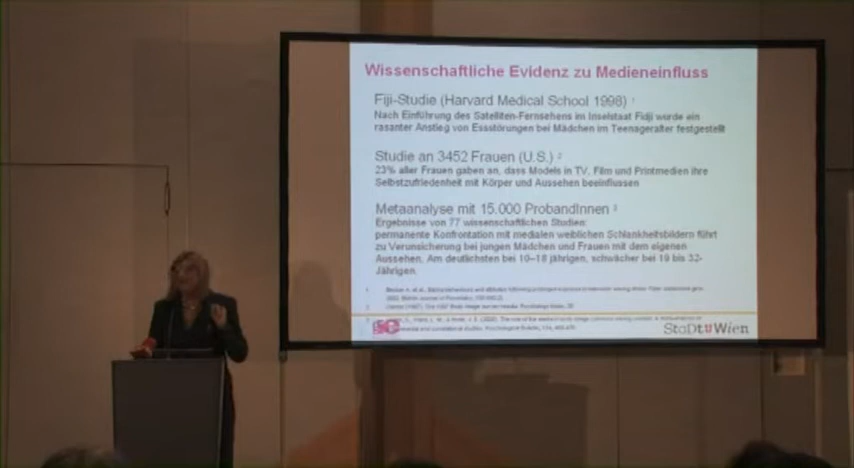 Wissenschaftliche Evidenz zu Medieneinfluss
Fiji-Studie (Harvard Medical School 1998) 1
Nach Einführung des Satelliten-Fernsehens im Inselstaat Fidji wurde ein
rasanter Anstieg von Essstörungen bei Mädchen im Teenageralter festgestellt
Studie an 3452 Frauen (U.S.) 2
23% aller Frauen gaben an, dass Models in TV, Film und Printmedien ihre
Selbstzufriedenheit mit Körper und Aussehen beeinflussen
Metaanalyse mit 15.000 ProbandInnen 3
Ergebnisse von 77 wissenschaftlichen Studien:
permanente Konfrontation mit medialen weiblichen Schlankheitsbildern führt
zu Verunsicherung bei jungen Mädchen und Frauen mit dem eigenen
Aussehen. Am deutlichsten bei 10–18 jährigen, schwächer bei 19 bis 32-
Jährigen.
StaDt Wien